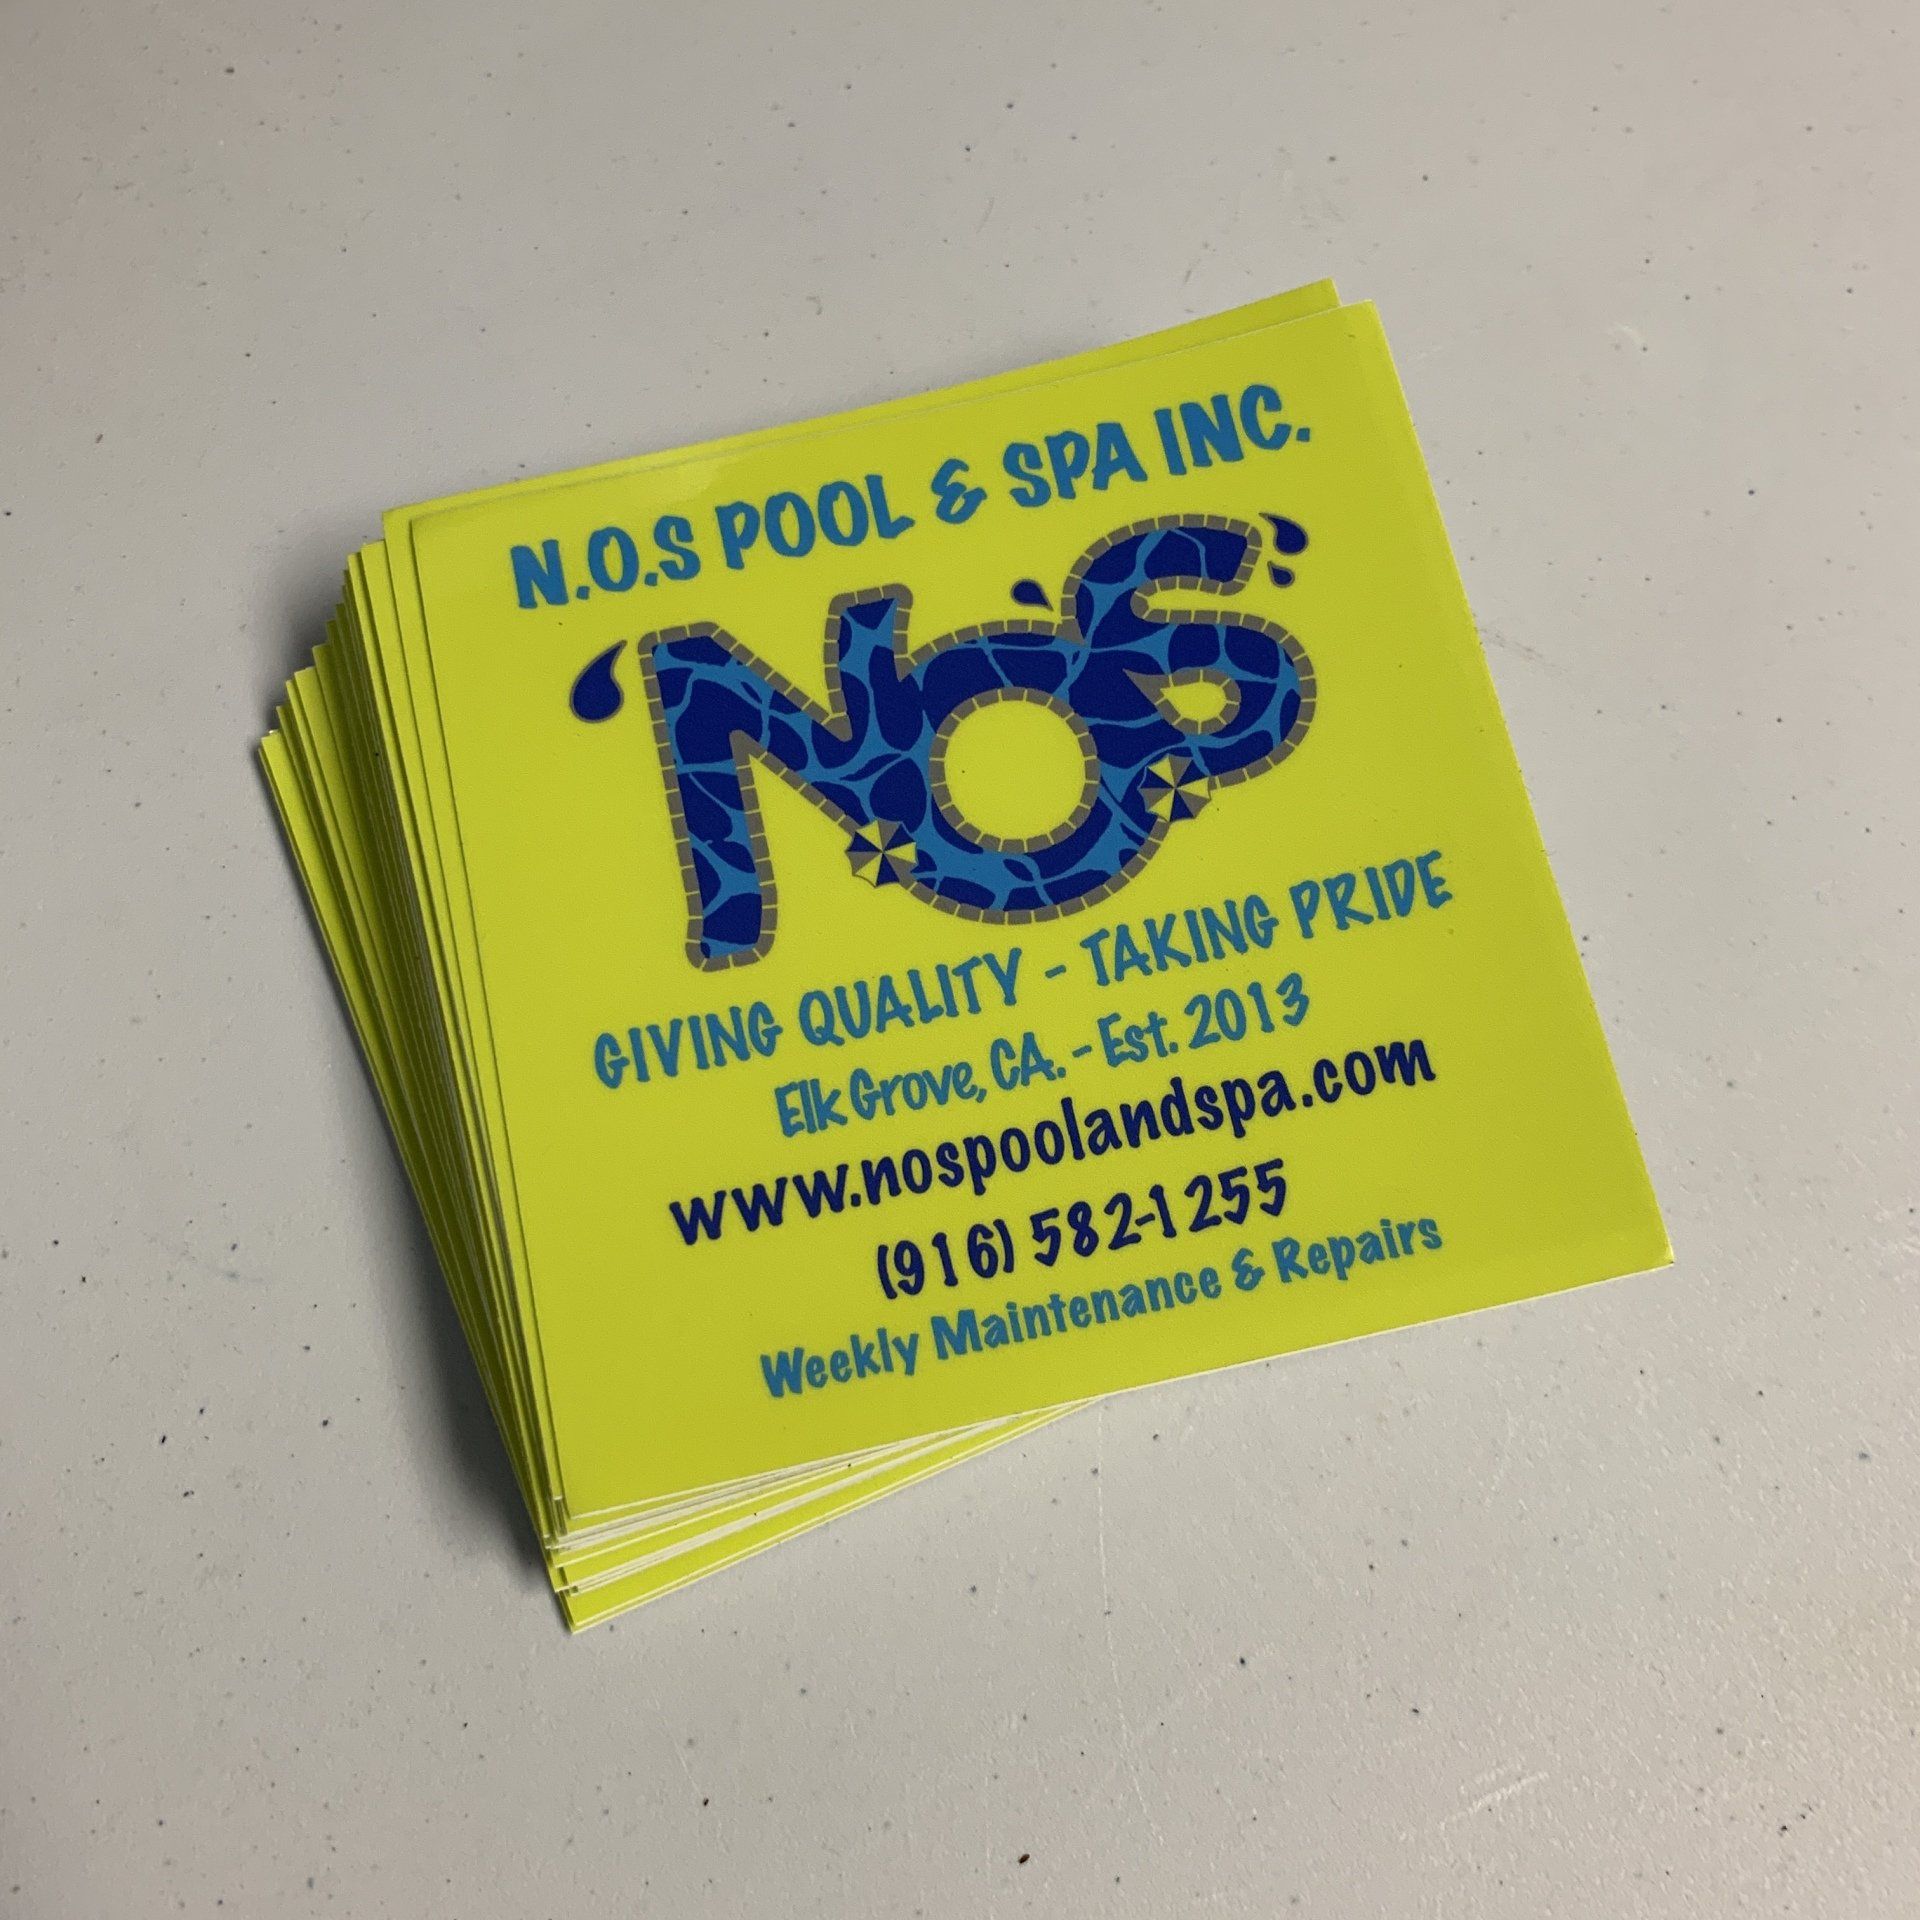 N.O.S POOL & SPA INC.
NOS
GIVING QUALITY - TAKING PRIDE
Elk Grove, CA. - Est. 2013
www.nospoolandspa.com
(916) 582-1255
Weekly Maintenance & Repairs